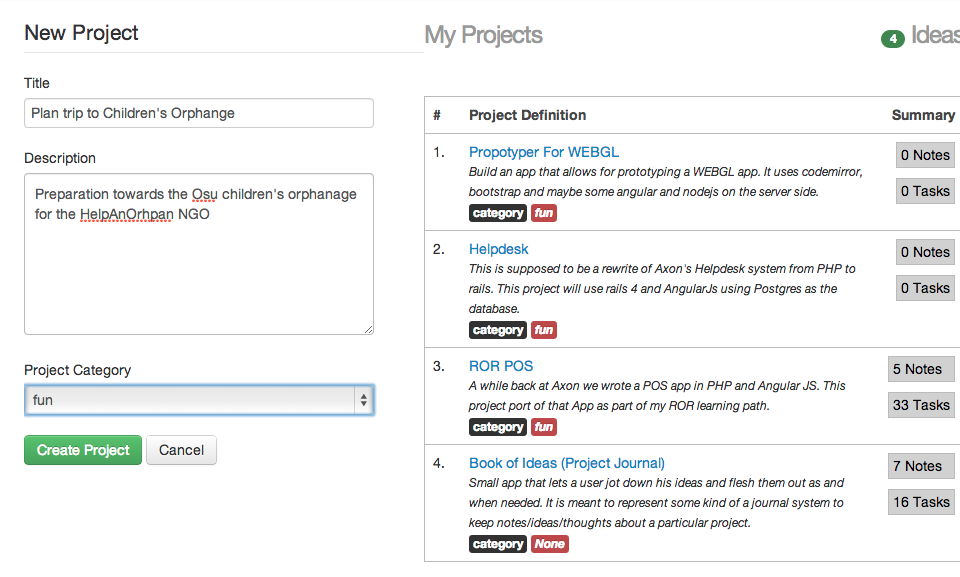 New Project
Title
Plan trip to Children's Orphange
Description
Preparation towards the Osu children's orphanage
for the HelpAnOrhpan NGO
Project Category
fun
Create Project Cancel
My Projects
4 Ideas
# Project Definition Summary
1. Propotyper For WEBGL
Build an app that allows for prototyping a WEBGL app. It uses codemirror,
bootstrap and maybe some angular and nodejs on the server side.
category fun
0 Notes
0 Tasks
2. Helpdesk
This is supposed to be a rewrite of Axon's Helpdesk system from PHP to
rails. This project will use rails 4 and AngularJs using Postgres as the
database.
category fun
0 Notes
0 Tasks
3. ROR POS
A while back at Axon we wrote a POS app in PHP and Angular JS. This
project port of that App as part of my ROR learning path.
category fun
5 Notes
33 Tasks
4. Book of Ideas (Project Journal)
Small app that lets a user jot down his ideas and flesh them out as and
when needed. It is meant to represent some kind of a journal system to
keep notes/ideas/thoughts about a particular project.
category None
7 Notes
16 Tasks